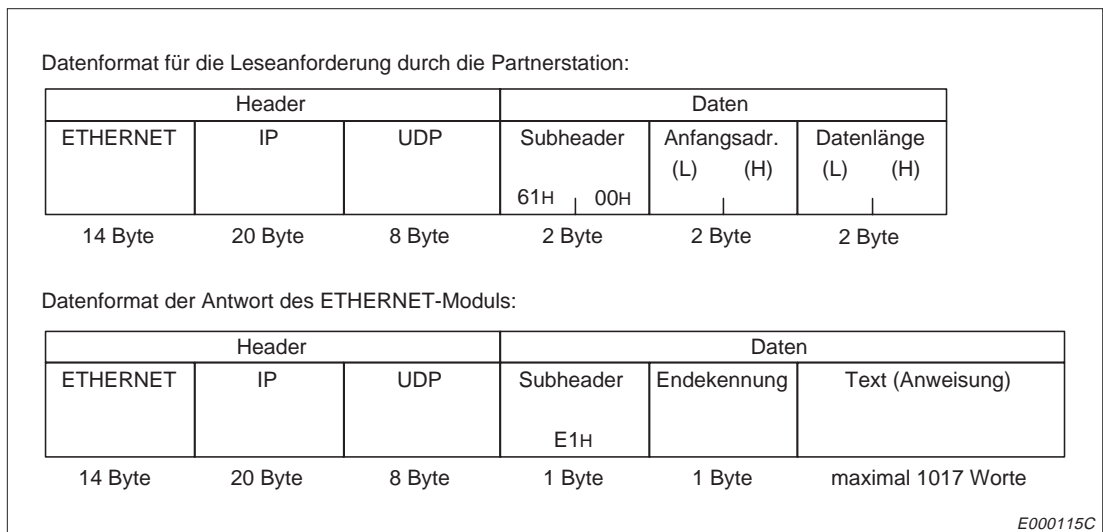 Datenformat für die Leseanforderung durch die Partnerstation:
Header Daten
ETHERNET IP UDP Subheader Anfangsadr. Datenlänge
(L) (H) (L) (H)
61H 00H
14 Byte 20 Byte 8 Byte 2 Byte 2 Byte 2 Byte
Datenformat der Antwort des ETHERNET-Moduls:
Header Daten
ETHERNET IP UDP Subheader Endekennung Text (Anweisung)
E1H
14 Byte 20 Byte 8 Byte 1 Byte 1 Byte maximal 1017 Worte
E000115C